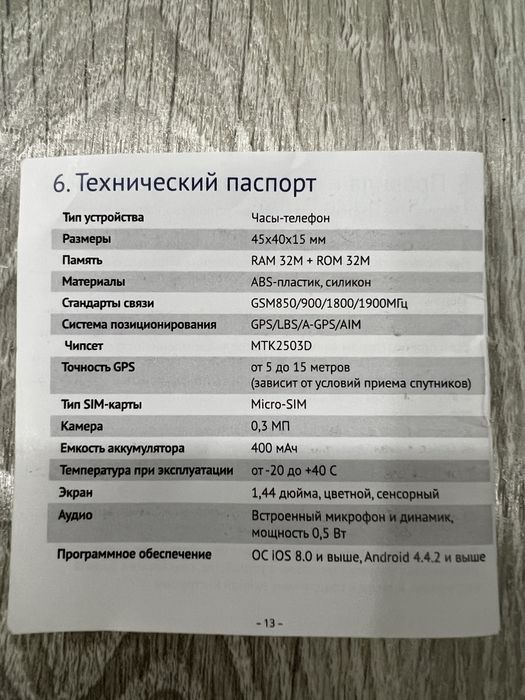 6. Технический паспорт
Тип устройства Часы-телефон
Размеры 45х40х15 мм
Память RAM 32M + ROM 32M
Материалы ABS-пластик, силикон
Стандарты связи GSM850/900/1800/1900МГц
Система позиционирования GPS/LBS/A-GPS/AIM
Чипсет MTK2503D
Точность GPS от 5 до 15 метров
(зависит от условий приема спутников)
Тип SIM-карты Micro-SIM
Камера 0,3 МП
Емкость аккумулятора 400 мАч
Температура при эксплуатации от -20 до +40 С
Экран 1,44 дюйма, цветной, сенсорный
Аудио Встроенный микрофон и динамик,
мощность 0,5 Вт
Программное обеспечение ОС iOS 8.0 и выше, Android 4.4.2 и выше
- 13 -